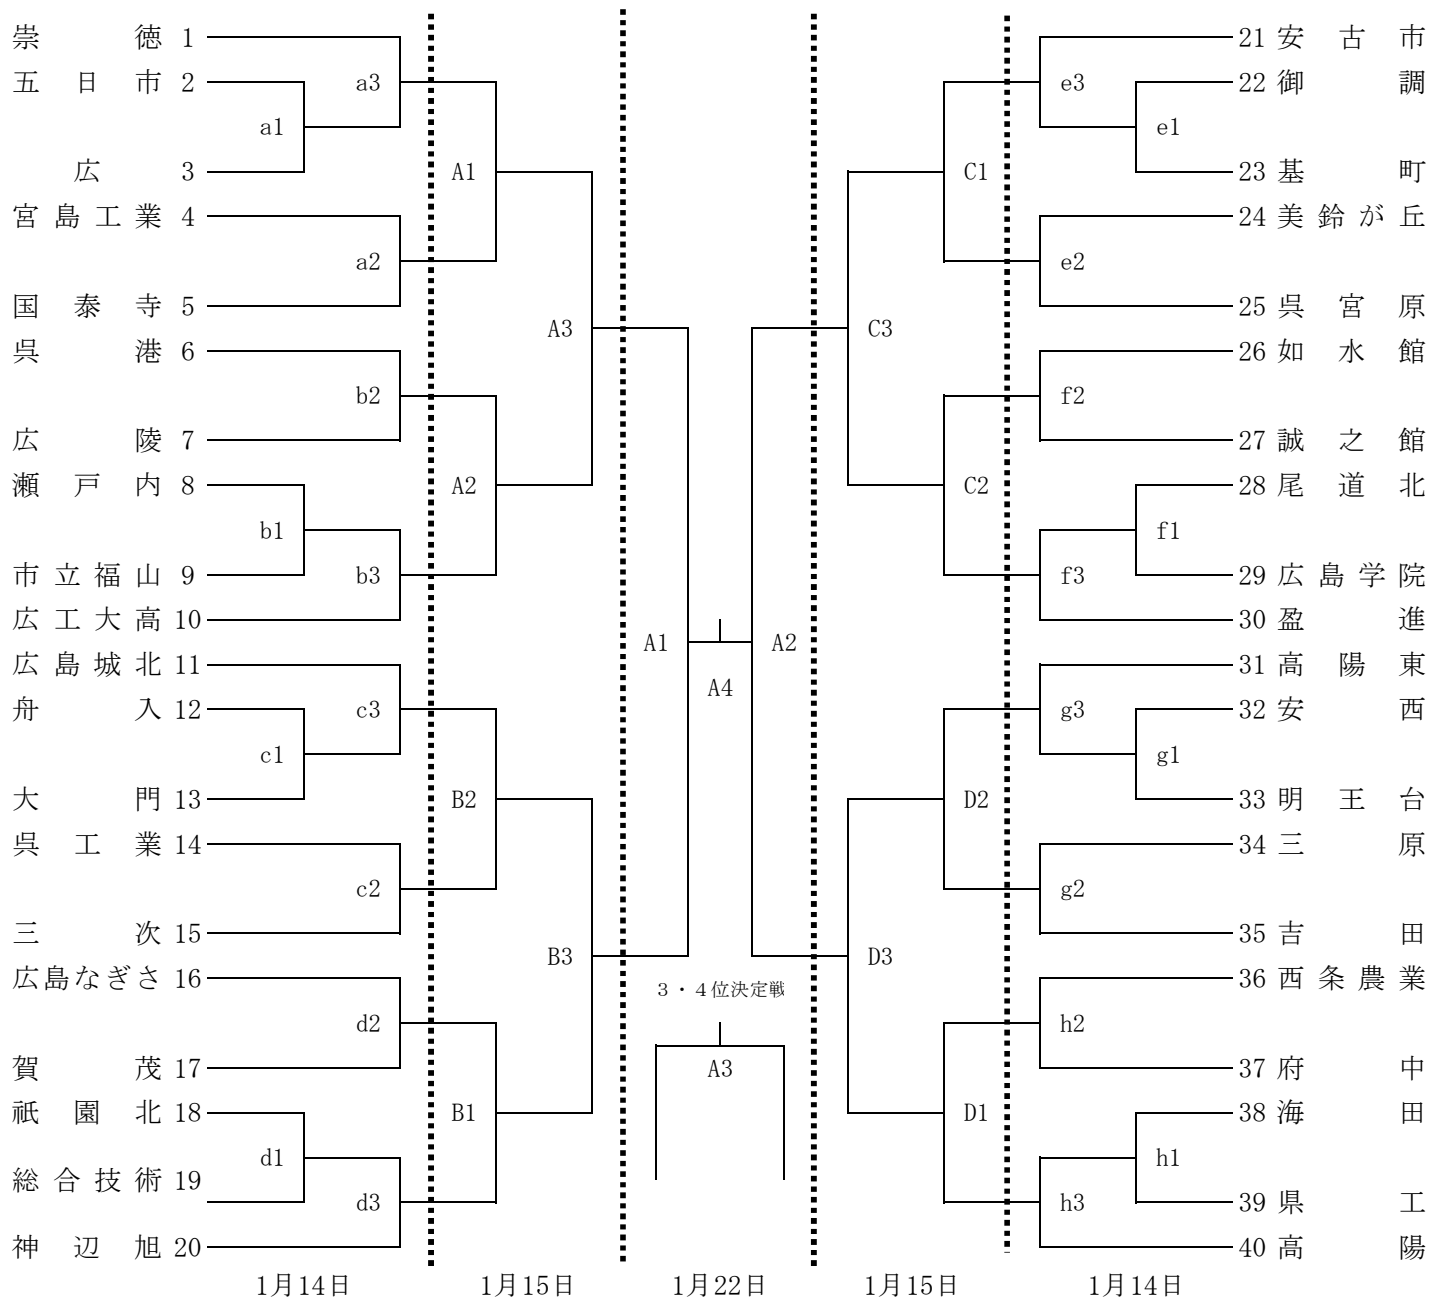 崇徳 1
五日市 2
a3
a1
広 3
A1
宮島工業 4
a2
国泰寺 5
A3
呉港 6
b2
広陵 7
瀬戸内 8
A2
b1
市立福山 9
b3
広工大高 10
広島城北 11
舟入 12
c3
c1
大門 13
B2
呉工業 14
c2
三次 15
B3
広島なぎさ 16
d2
賀茂 17
祇園北 18
B1
d1
総合技術 19
d3
神辺旭 20
A1
A2
A4
3・4位決定戦
A3
21 安古市
e3
22 御調
e1
C1
23 基町
24 美鈴が丘
e2
25 呉宮原
C3
26 如水館
f2
27 誠之館
C2
28 尾道北
f1
f3
29 広島学院
30 盈進
31 高陽東
g3
32 安西
g1
D2
33 明王台
34 三原
g2
35 吉田
D3
36 西条農業
h2
37 府中
D1
38 海田
h1
h3
39 県工
40 高陽
1月14日 1月15日 1月22日 1月15日 1月14日